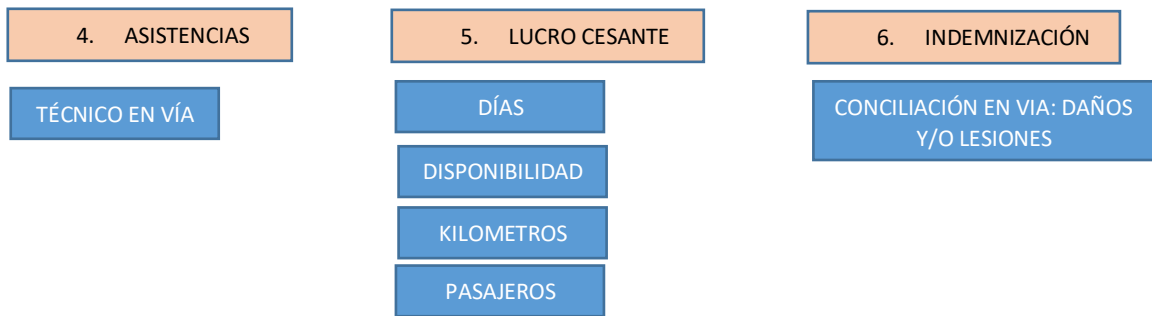 4. ASISTENCIAS
TÉCNICO EN VÍA
5. LUCRO CESANTE
DÍAS
DISPONIBILIDAD
KILOMETROS
PASAJEROS
6. INDEMNIZACIÓN
CONCILIACIÓN EN VIA: DAÑOS
Y/O LESIONES